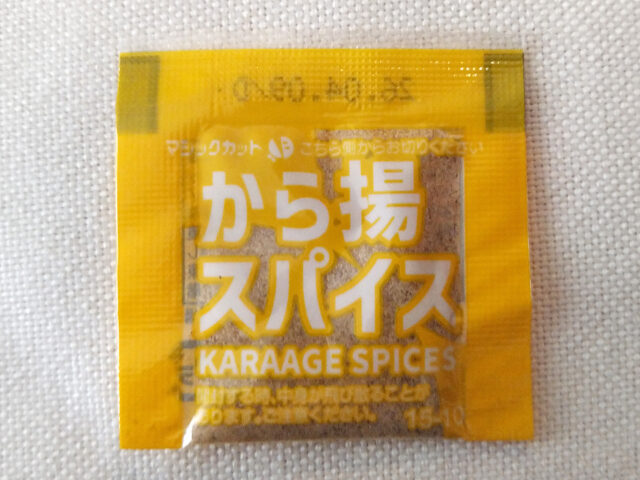 26.04.09/
マジックカット こちら側からお切りください
から揚
スパイス
KARAAGE SPICES
開封する時、中身が飛び散ることが
あります。ご注意ください。
15-10